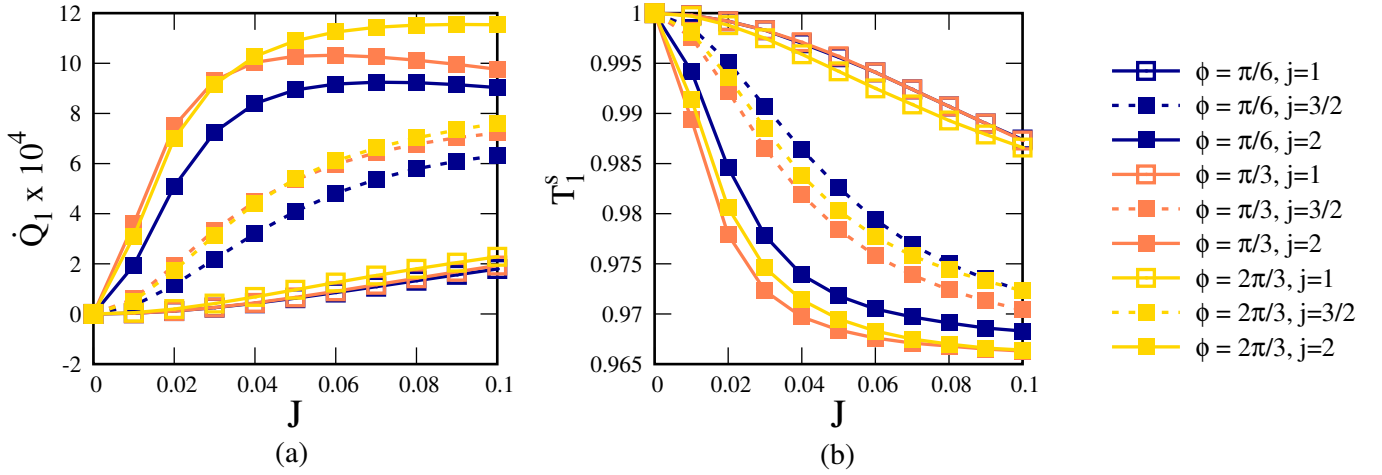 Q̇₁ x 10⁴
12
10
8
6
4
2
0
-2
0
0.02
0.04
0.06
0.08
0.1
J
(a)
T₁ˢ
1
0.995
0.99
0.985
0.98
0.975
0.97
0.965
0
0.02
0.04
0.06
0.08
0.1
J
(b)
ϕ = π/6, j=1
ϕ = π/6, j=3/2
ϕ = π/6, j=2
ϕ = π/3, j=1
ϕ = π/3, j=3/2
ϕ = π/3, j=2
ϕ = 2π/3, j=1
ϕ = 2π/3, j=3/2
ϕ = 2π/3, j=2